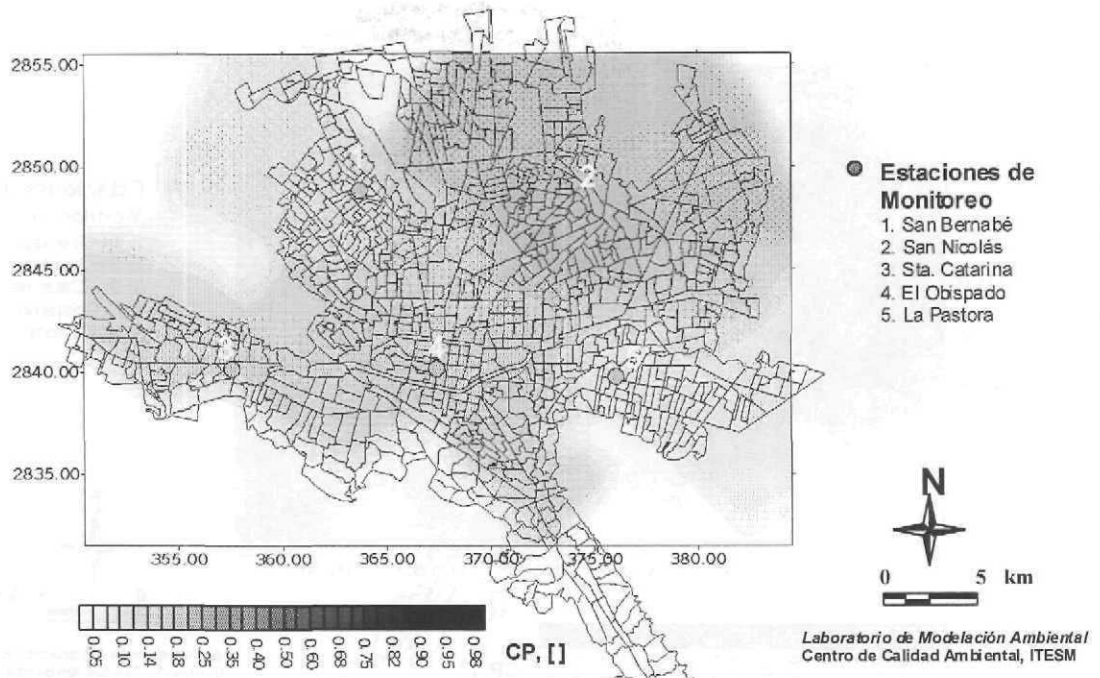 2855.00
2850.00
2845.00
2840.00
2835.00
355.00
360.00
365.00
370.00
375.00
380.00
1
2
3
4
5
Estaciones de
Monitoreo
1. San Bernabé
2. San Nicolás
3. Sta. Catarina
4. El Obispado
5. La Pastora
N
0 5 km
0.05
0.10
0.14
0.18
0.25
0.35
0.40
0.50
0.60
0.68
0.75
0.82
0.90
0.95
0.98
CP, [ ]
Laboratorio de Modelación Ambiental
Centro de Calidad Ambiental, ITESM